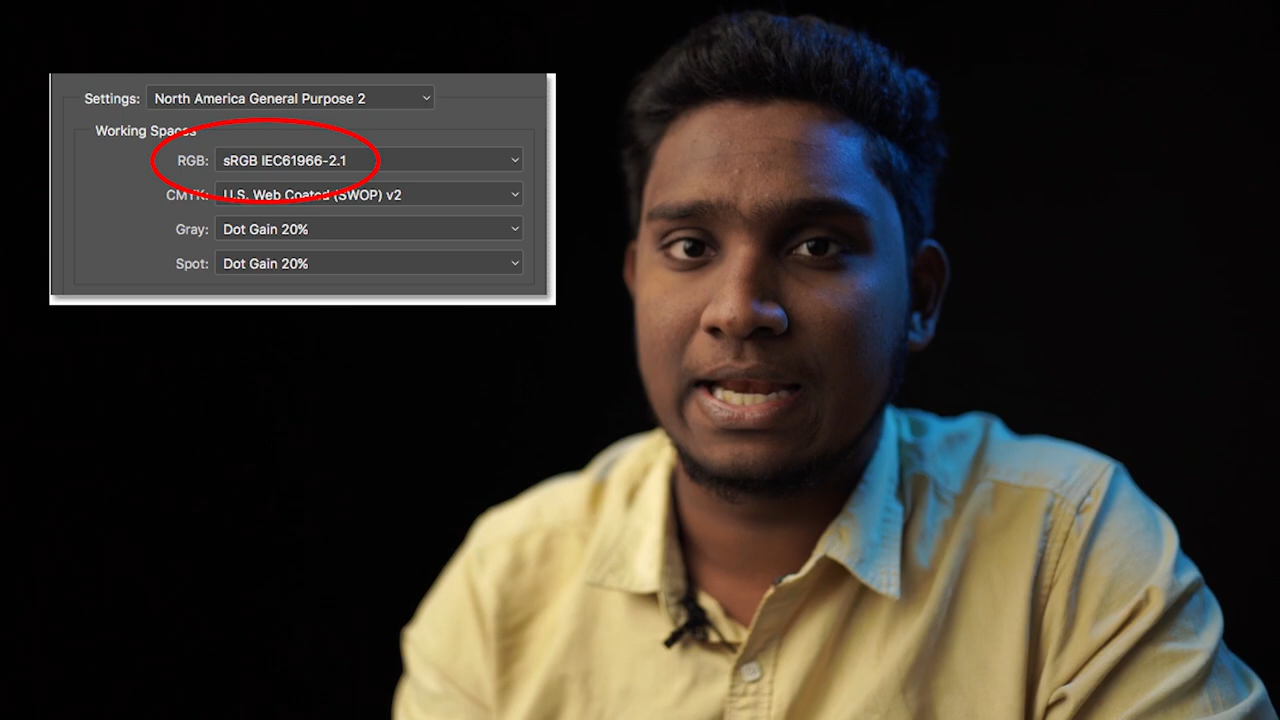 Settings: North America General Purpose 2
Working Spaces
RGB: sRGB IEC61966-2.1
CMYK: U.S. Web Coated (SWOP) v2
Gray: Dot Gain 20%
Spot: Dot Gain 20%